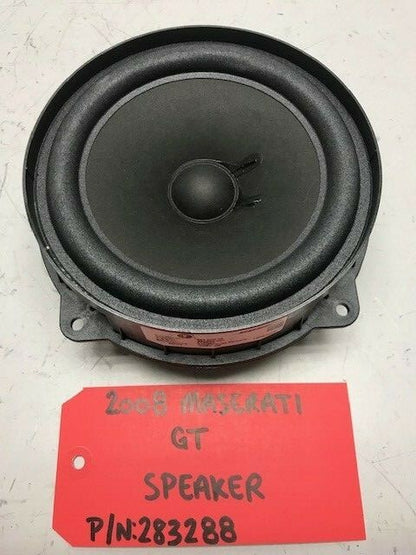 2008 MASERATI
GT
SPEAKER
P/N:283288